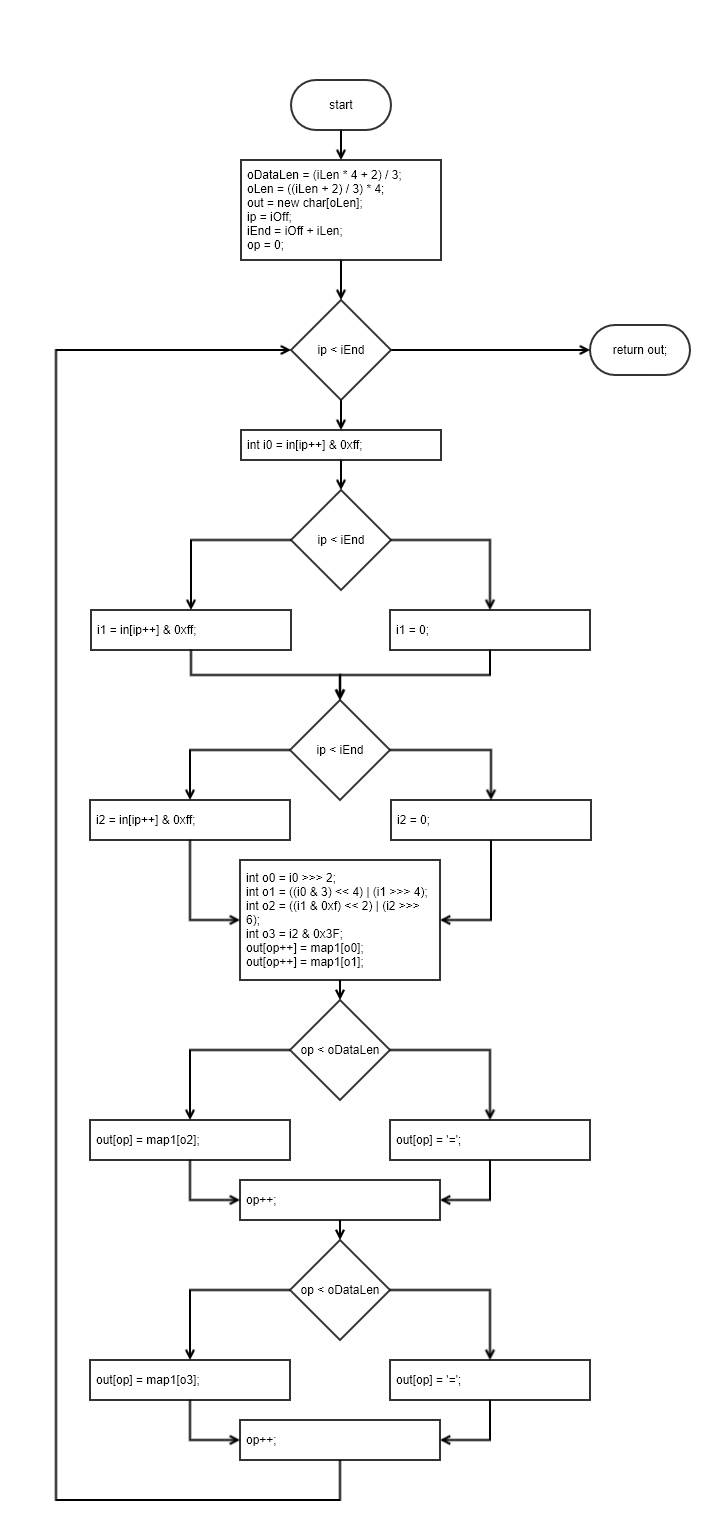 start
oDataLen = (iLen * 4 + 2) / 3;
oLen = ((iLen + 2) / 3) * 4;
out = new char[oLen];
ip = iOff;
iEnd = iOff + iLen;
op = 0;
ip < iEnd
return out;
int i0 = in[ip++] & 0xff;
ip < iEnd
i1 = in[ip++] & 0xff;
i1 = 0;
ip < iEnd
i2 = in[ip++] & 0xff;
i2 = 0;
int o0 = i0 >>> 2;
int o1 = ((i0 & 3) << 4) | (i1 >>> 4);
int o2 = ((i1 & 0xf) << 2) | (i2 >>>
6);
int o3 = i2 & 0x3F;
out[op++] = map1[o0];
out[op++] = map1[o1];
op < oDataLen
out[op] = map1[o2];
out[op] = '=';
op++;
op < oDataLen
out[op] = map1[o3];
out[op] = '=';
op++;